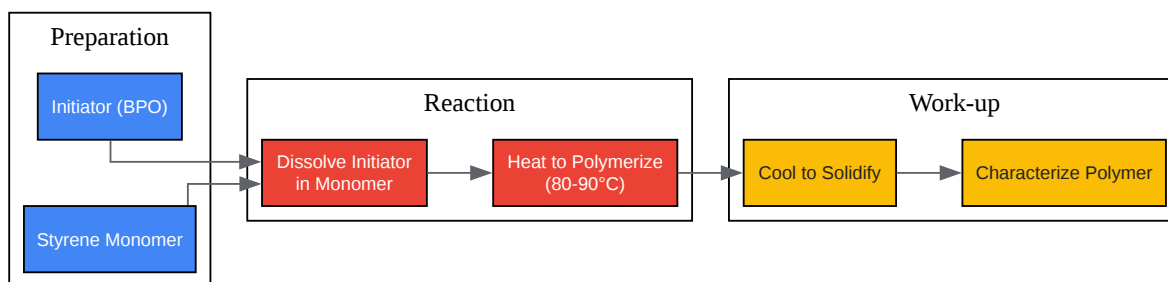 Preparation
Initiator (BPO)
Styrene Monomer
Reaction
Dissolve Initiator
in Monomer
Heat to Polymerize
(80-90°C)
Work-up
Cool to Solidify
Characterize Polymer